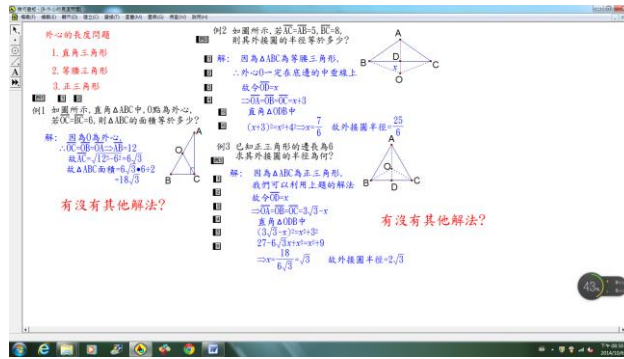 外心的長度問題
1.直角三角形
2.等腰三角形
3.正三角形
例1 如圖所示,直角△ABC中,O點為外心,
若OC=BC=6,則△ABC的面積等於多少?
解: 因為O為外心,
∴OC=OB=OA⇒AB=12
故AC=√12²-6²=6√3
故△ABC面積=6√3•6÷2
=18√3
有沒有其他解法?
A
O
B
C
例2 如圖所示,若AC=AB=5,BC=8,
則其外接圓的半徑等於多少?
解: 因為△ABC為等腰三角形,
∴外心O一定在底邊的中垂線上
故令OD=x
⇒OA=OB=OC=x+3
直角△ODB中
(x+3)²=x²+4²⇒x=7/6 故外接圓半徑=25/6
A
D
B
x
C
O
例3 已知正三角形的邊長為6
求其外接圓的半徑為何?
解: 因為△ABC為正三角形,
我們可以利用上題的解法
故令OD=x
⇒OA=OB=OC=3√3-x
直角△ODB中
(3√3-x)²=x²+3²
27-6√3x+x²=x²+9
⇒x=18/6√3=√3 故外接圓半徑=2√3
A
O
B
D
C
有沒有其他解法?
43%